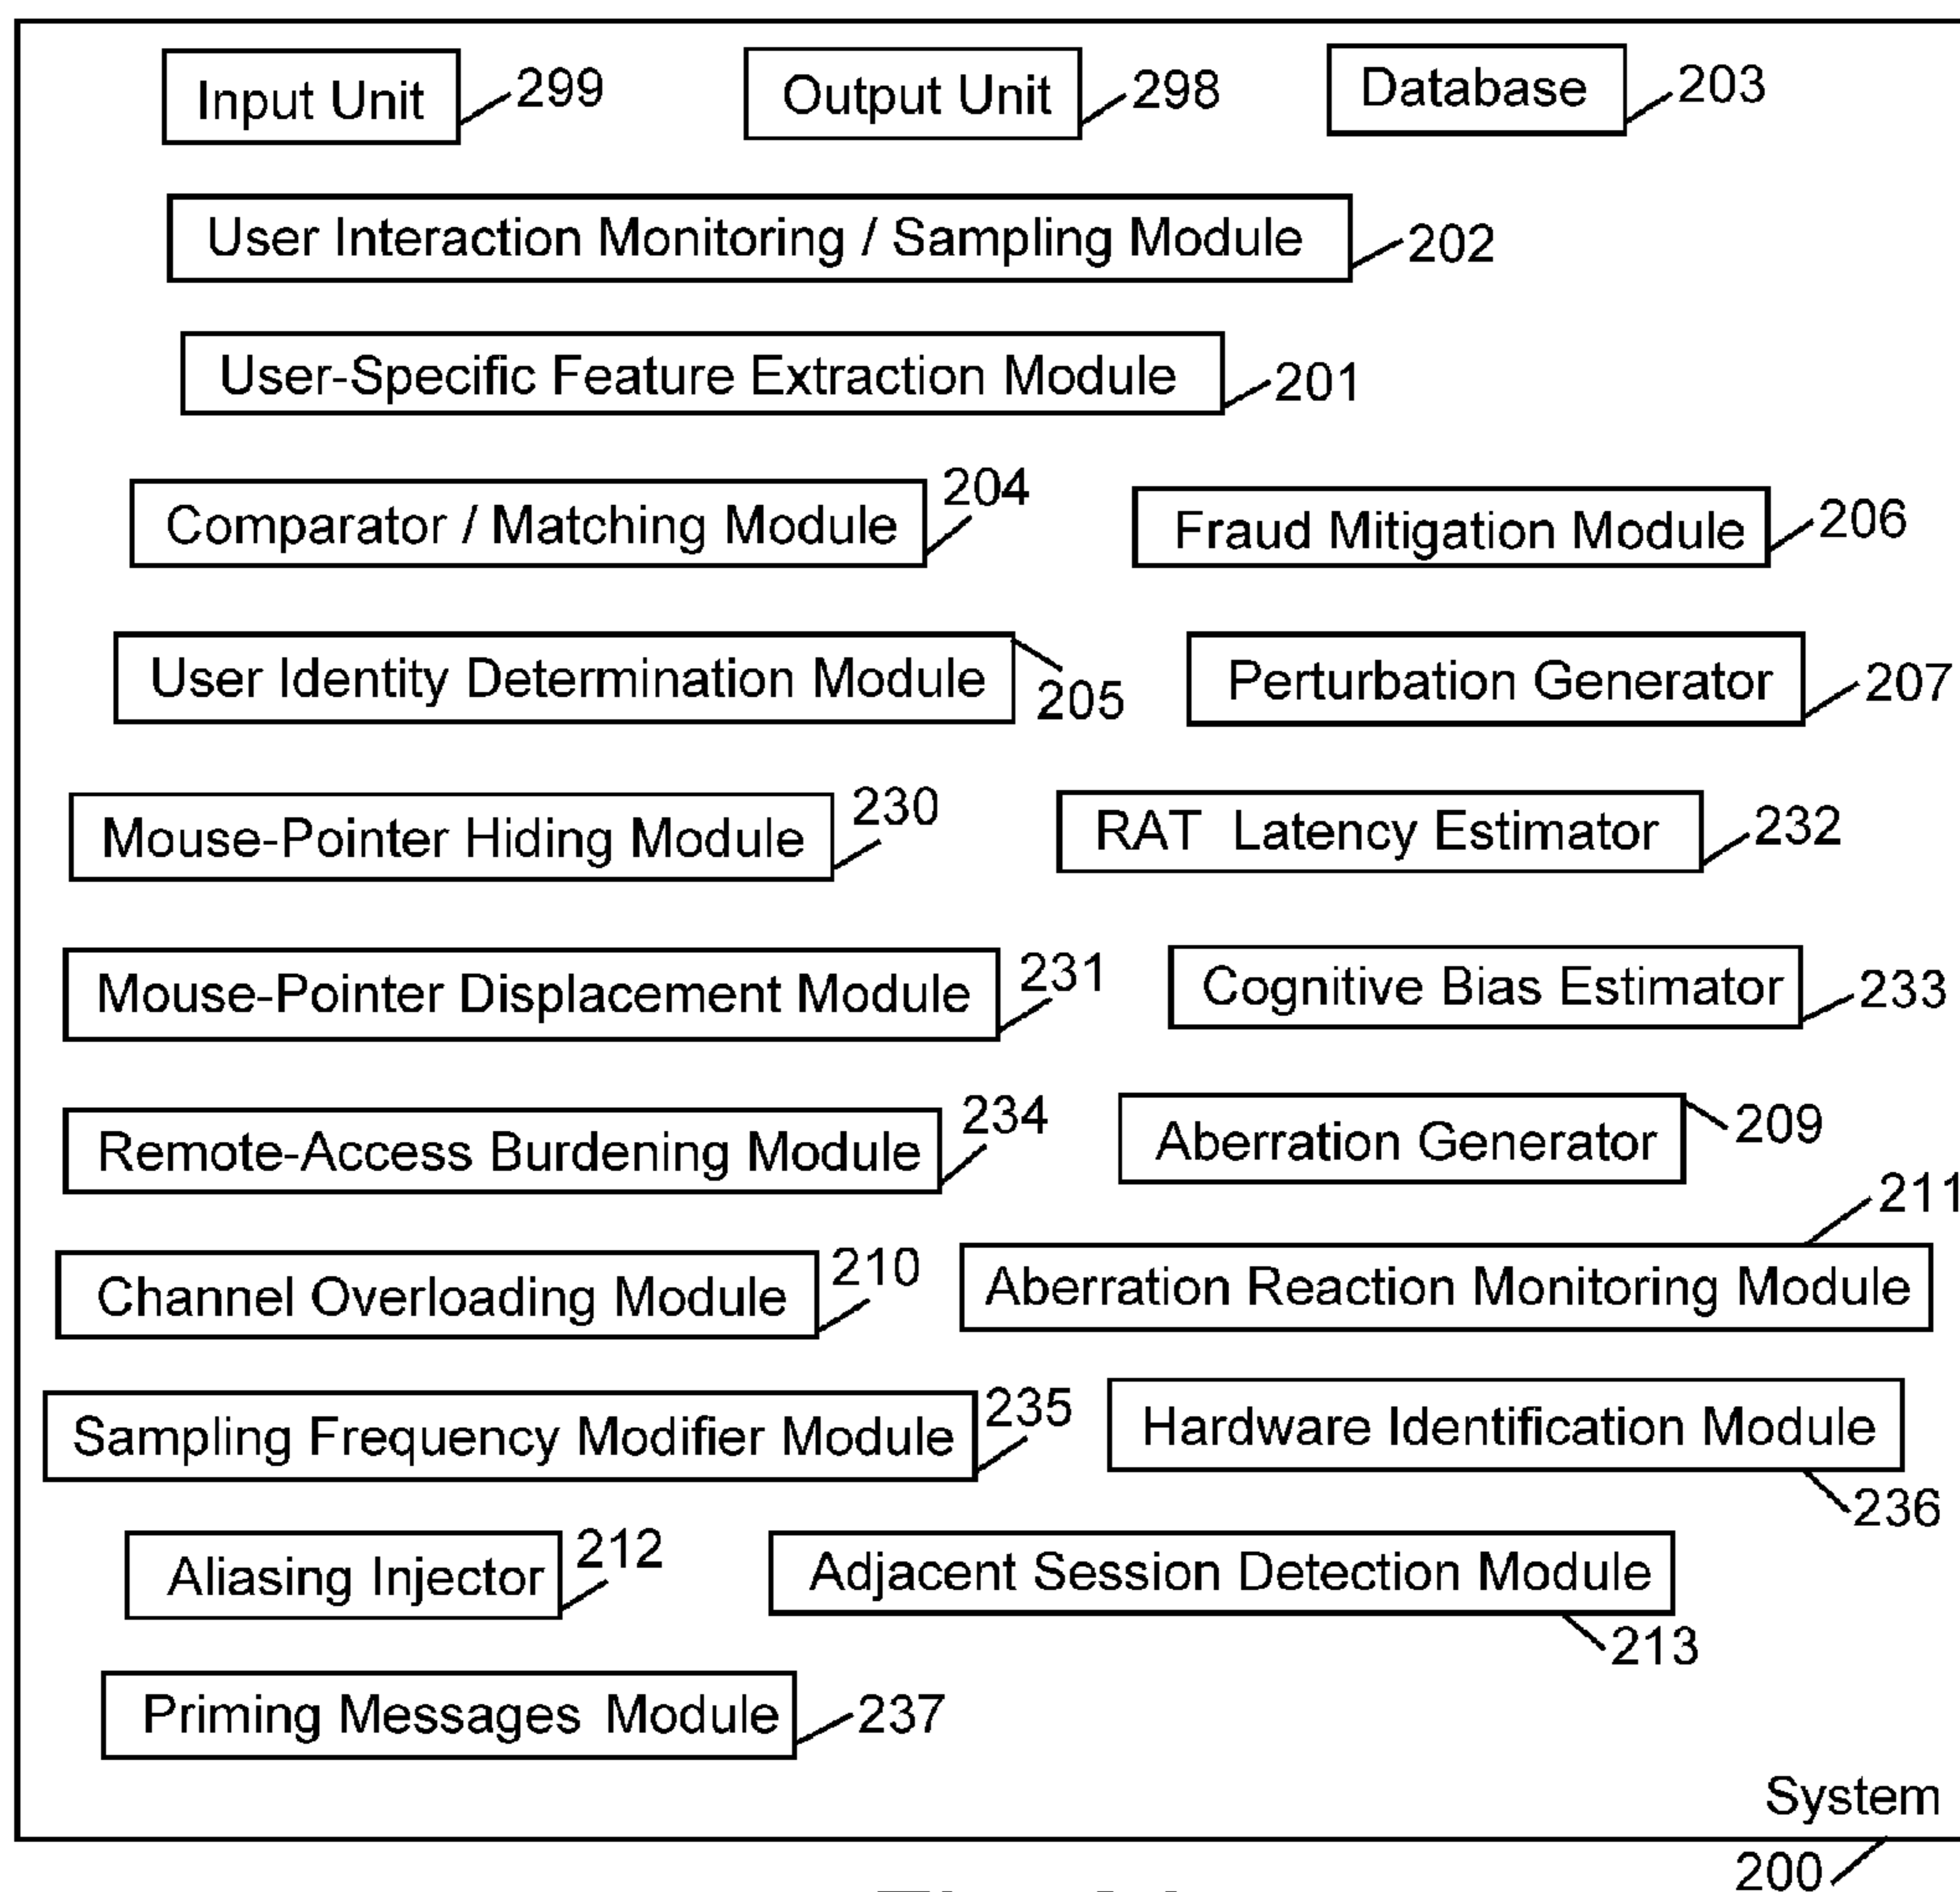 Input Unit 299 Output Unit 298 Database 203
User Interaction Monitoring / Sampling Module 202
User-Specific Feature Extraction Module 201
Comparator / Matching Module 204 Fraud Mitigation Module 206
User Identity Determination Module 205 Perturbation Generator 207
Mouse-Pointer Hiding Module 230 RAT Latency Estimator 232
Mouse-Pointer Displacement Module 231 Cognitive Bias Estimator 233
Remote-Access Burdening Module 234 Aberration Generator 209
Channel Overloading Module 210 Aberration Reaction Monitoring Module 211
Sampling Frequency Modifier Module 235 Hardware Identification Module 236
Aliasing Injector 212 Adjacent Session Detection Module 213
Priming Messages Module 237
System
200